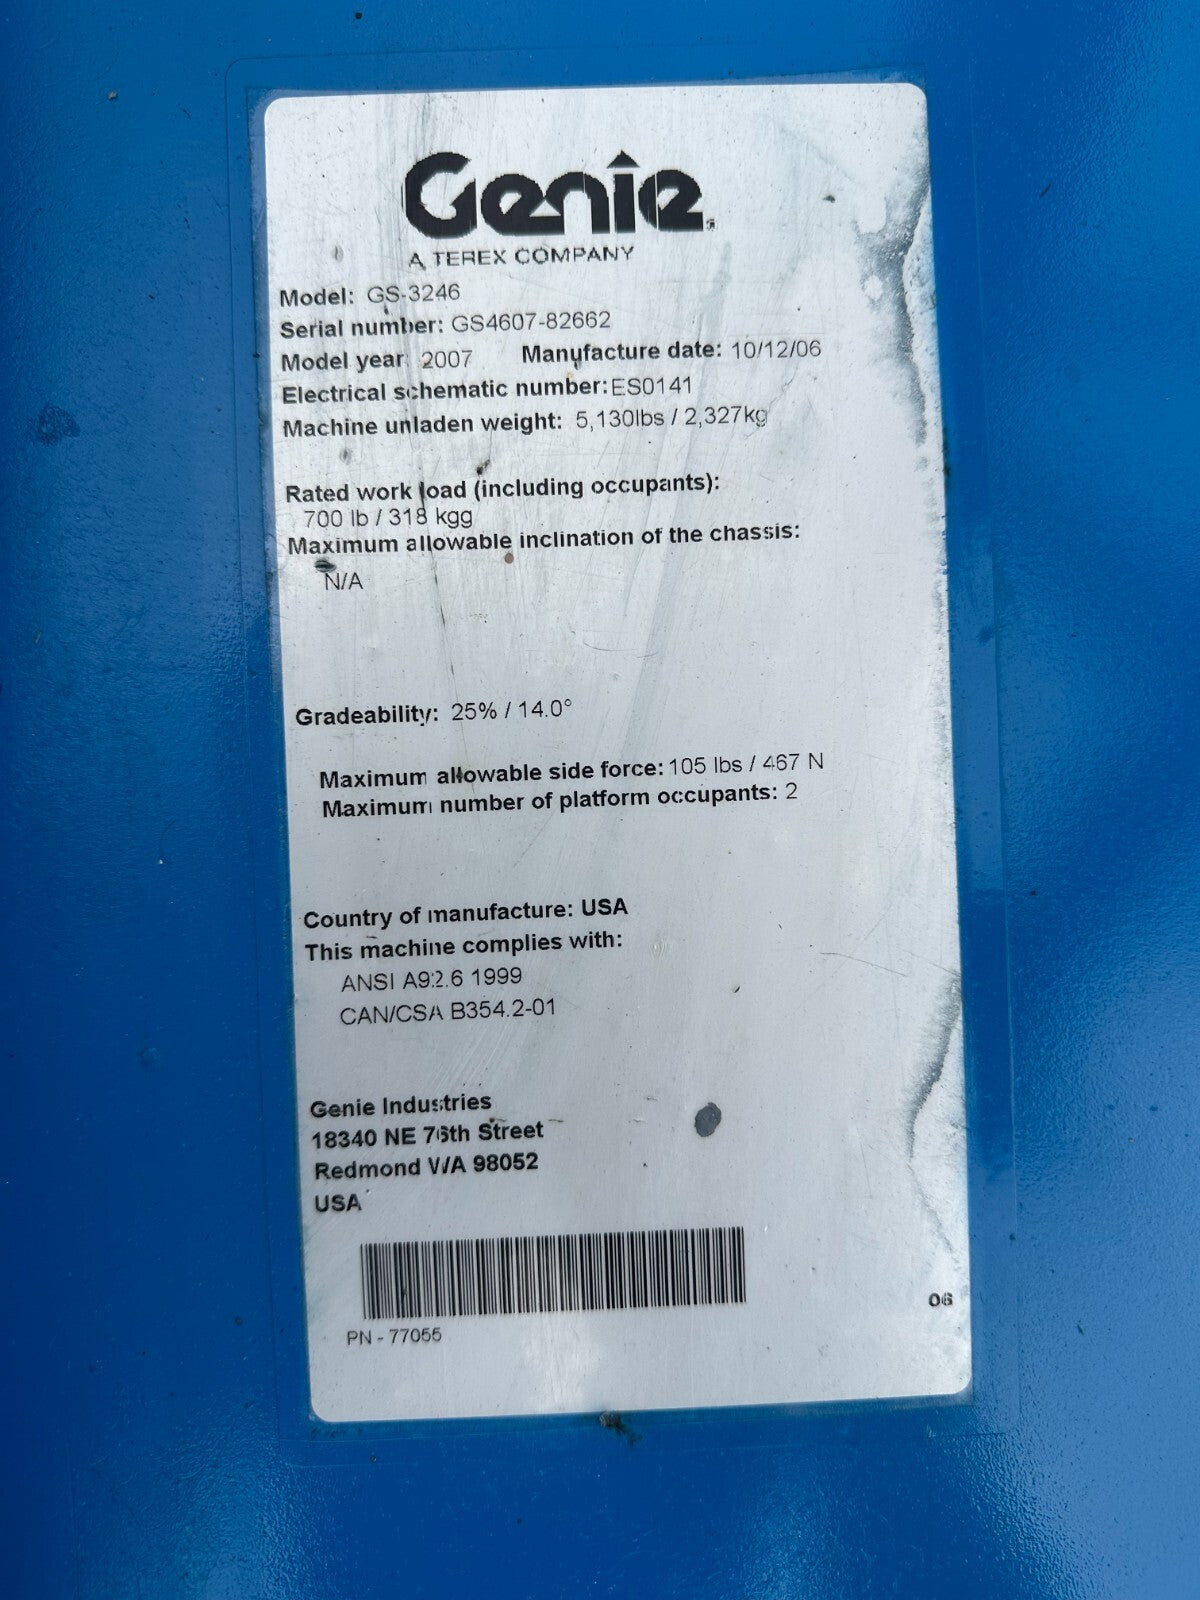 Genie
A TEREX COMPANY
Model: GS-3246
Serial number: GS4607-82662
Model year: 2007 Manufacture date: 10/12/06
Electrical schematic number: ES0141
Machine unladen weight: 5,130lbs / 2,327kg
Rated work load (including occupants):
700 lb / 318 kgg
Maximum allowable inclination of the chassis:
N/A
Gradeability: 25% / 14.0°
Maximum allowable side force: 105 lbs / 467 N
Maximum number of platform occupants: 2
Country of manufacture: USA
This machine complies with:
ANSI A92.6 1999
CAN/CSA B354.2-01
Genie Industries
18340 NE 76th Street
Redmond WA 98052
USA
PN - 77055
06